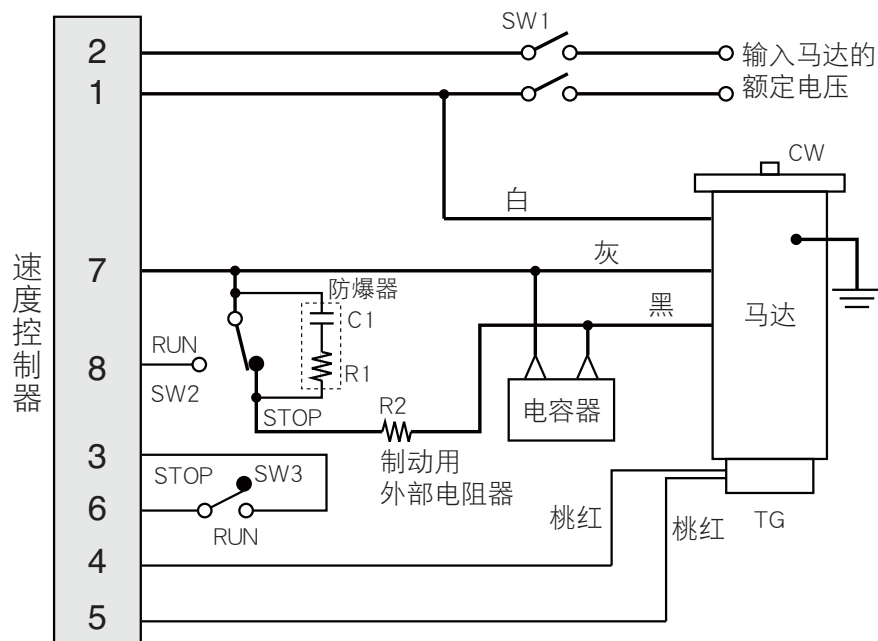 SW1
2
输入马达的
额定电压
1
CW
白
速度控制器
7
灰
防爆器
C1
黑
马达
RUN
8
R1
SW2
STOP
R2
电容器
制动用
外部电阻器
3
STOP
SW3
6
RUN
桃红
桃红
TG
4
5